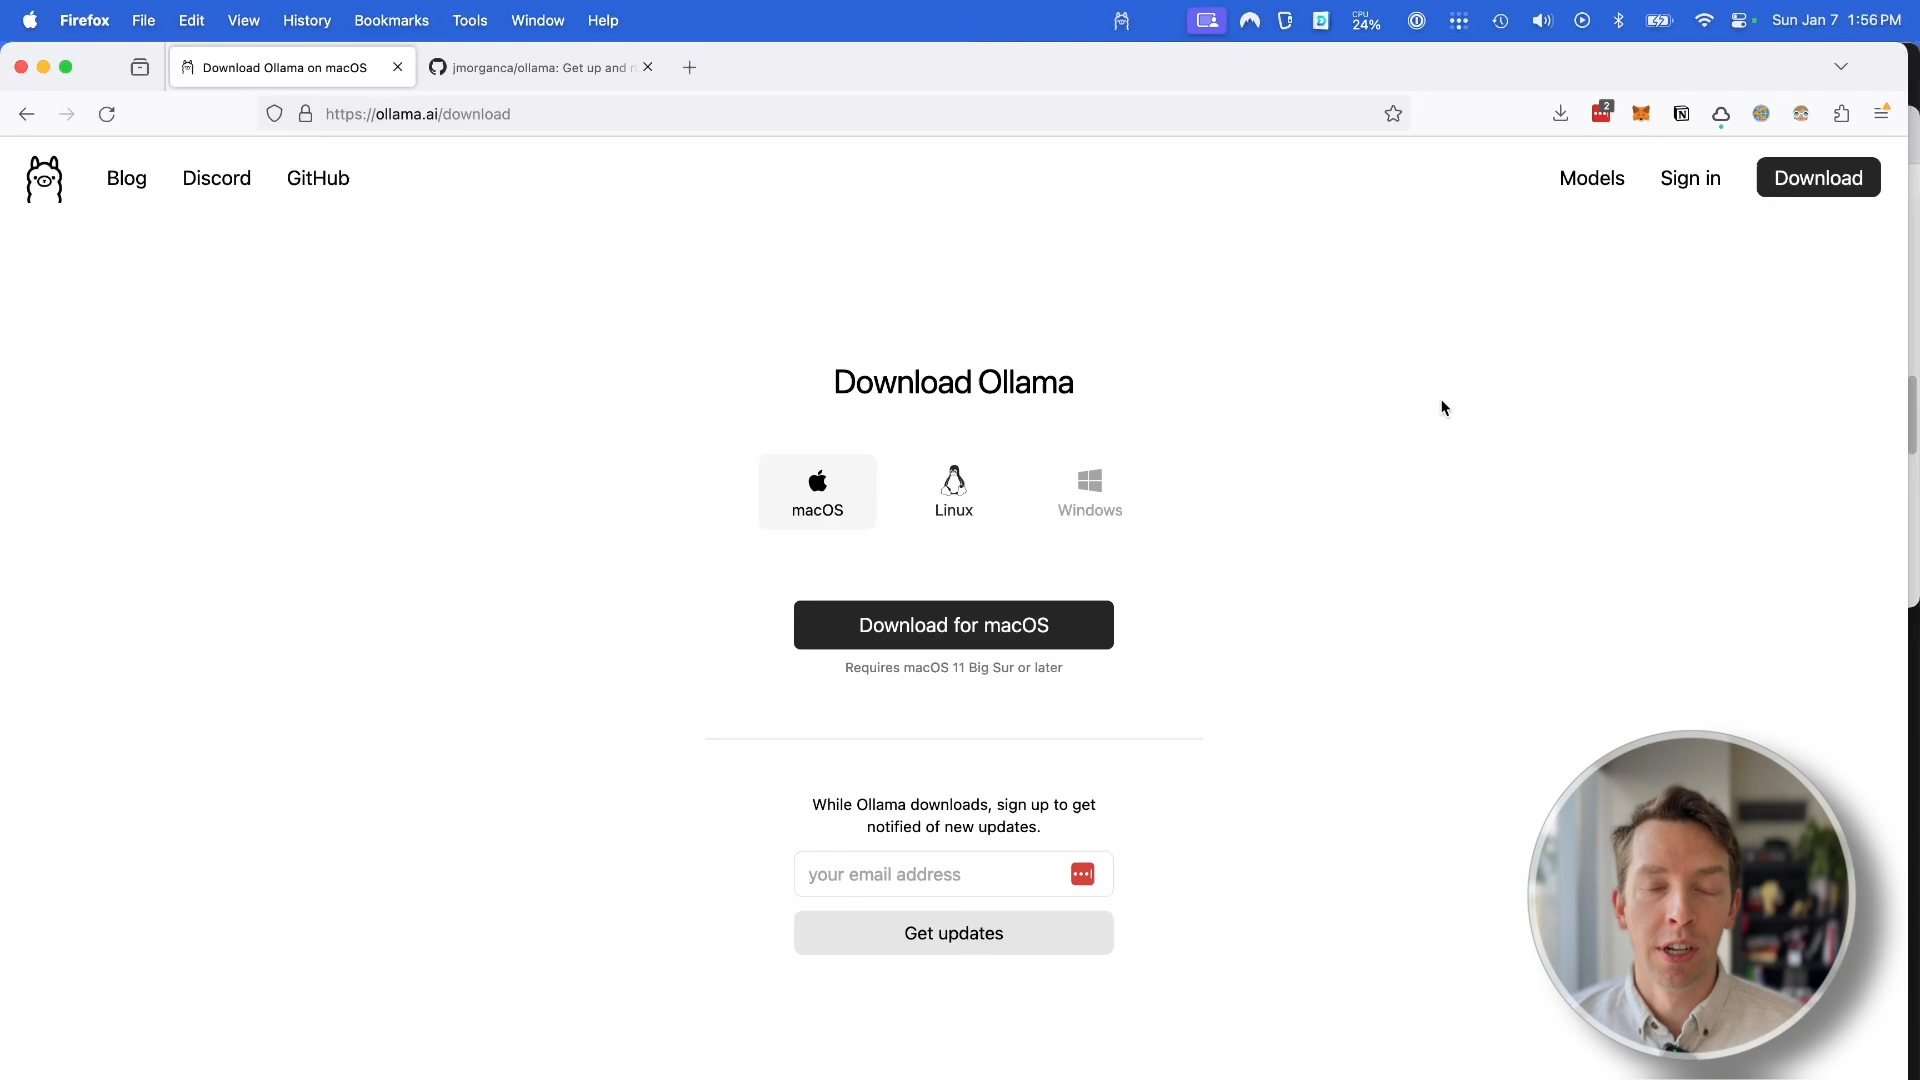 Firefox File Edit View History Bookmarks Tools Window Help CPU 24% Sun Jan 7 1:56 PM
Download Ollama on macOS jmorganca/ollama: Get up and r
https://ollama.ai/download 2
Blog Discord GitHub Models Sign in Download
Download Ollama
macOS Linux Windows
Download for macOS
Requires macOS 11 Big Sur or later
While Ollama downloads, sign up to get
notified of new updates.
your email address
Get updates